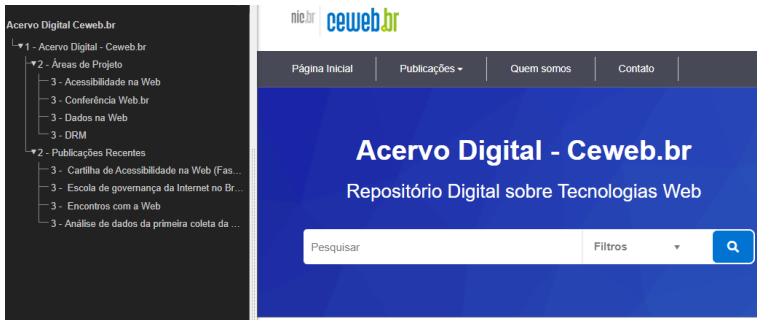 Acervo Digital Ceweb.br
1 - Acervo Digital - Ceweb.br
2 - Áreas de Projeto
3 - Acessibilidade na Web
3 - Conferência Web.br
3 - Dados na Web
3 - DRM
2 - Publicações Recentes
3 - Cartilha de Acessibilidade na Web (Fas...
3 - Escola de governança da Internet no Br...
3 - Encontros com a Web
3 - Análise de dados da primeira coleta da ...
nic.br ceweb.br
Página Inicial Publicações Quem somos Contato
Acervo Digital - Ceweb.br
Repositório Digital sobre Tecnologias Web
Pesquisar Filtros